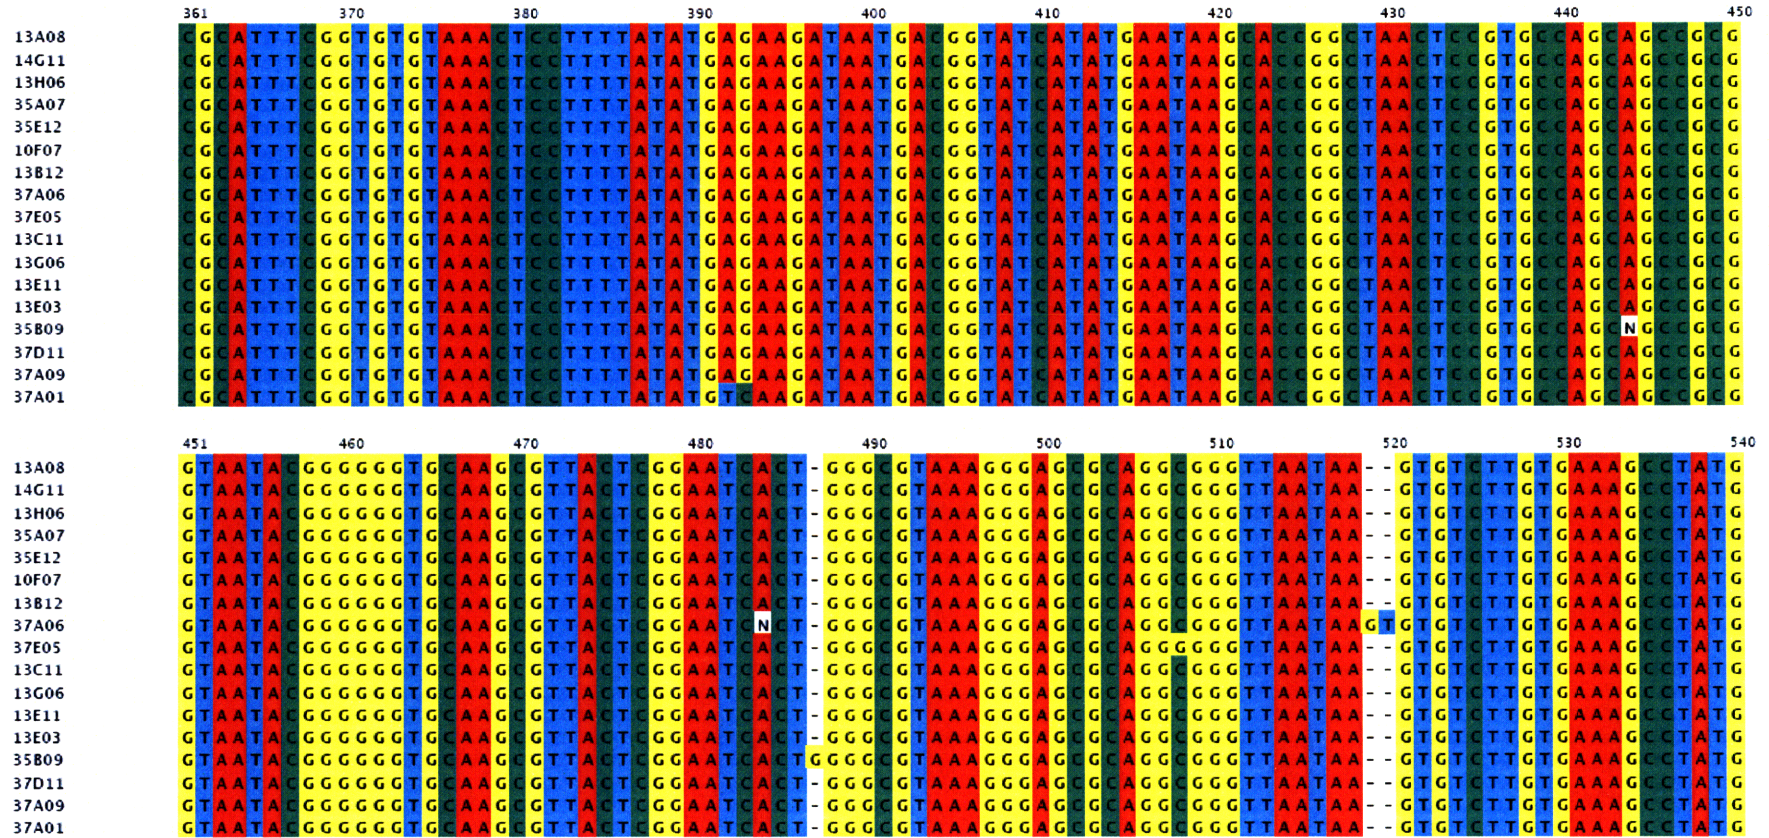 361 370 380 390 400 410 420 430 440 450
13A08 CGCATTTCGGTGTGTAAACTCCTTTTATATGAGAAGATAATGACGGTATCATATGAATAAGCACCGGCTAACTCCGTGCCAGCAGCCGCG
14G11 CGCATTTCGGTGTGTAAACTCCTTTTATATGAGAAGATAATGACGGTATCATATGAATAAGCACCGGCTAACTCCGTGCCAGCAGCCGCG
13H06 CGCATTTCGGTGTGTAAACTCCTTTTATATGAGAAGATAATGACGGTATCATATGAATAAGCACCGGCTAACTCCGTGCCAGCAGCCGCG
35A07 CGCATTTCGGTGTGTAAACTCCTTTTATATGAGAAGATAATGACGGTATCATATGAATAAGCACCGGCTAACTCCGTGCCAGCAGCCGCG
35E12 CGCATTTCGGTGTGTAAACTCCTTTTATATGAGAAGATAATGACGGTATCATATGAATAAGCACCGGCTAACTCCGTGCCAGCAGCCGCG
10F07 CGCATTTCGGTGTGTAAACTCCTTTTATATGAGAAGATAATGACGGTATCATATGAATAAGCACCGGCTAACTCCGTGCCAGCAGCCGCG
13B12 CGCATTTCGGTGTGTAAACTCCTTTTATATGAGAAGATAATGACGGTATCATATGAATAAGCACCGGCTAACTCCGTGCCAGCAGCCGCG
37A06 CGCATTTCGGTGTGTAAACTCCTTTTATATGAGAAGATAATGACGGTATCATATGAATAAGCACCGGCTAACTCCGTGCCAGCAGCCGCG
37E05 CGCATTTCGGTGTGTAAACTCCTTTTATATGAGAAGATAATGACGGTATCATATGAATAAGCACCGGCTAACTCCGTGCCAGCAGCCGCG
13C11 CGCATTTCGGTGTGTAAACTCCTTTTATATGAGAAGATAATGACGGTATCATATGAATAAGCACCGGCTAACTCCGTGCCAGCAGCCGCG
13G06 CGCATTTCGGTGTGTAAACTCCTTTTATATGAGAAGATAATGACGGTATCATATGAATAAGCACCGGCTAACTCCGTGCCAGCAGCCGCG
13E11 CGCATTTCGGTGTGTAAACTCCTTTTATATGAGAAGATAATGACGGTATCATATGAATAAGCACCGGCTAACTCCGTGCCAGCAGCCGCG
13E03 CGCATTTCGGTGTGTAAACTCCTTTTATATGAGAAGATAATGACGGTATCATATGAATAAGCACCGGCTAACTCCGTGCCAGCAGCCGCG
35B09 CGCATTTCGGTGTGTAAACTCCTTTTATATGAGAAGATAATGACGGTATCATATGAATAAGCACCGGCTAACTCCGTGCCAGCNGCCGCG
37D11 CGCATTTCGGTGTGTAAACTCCTTTTATATGAGAAGATAATGACGGTATCATATGAATAAGCACCGGCTAACTCCGTGCCAGCAGCCGCG
37A09 CGCATTTCGGTGTGTAAACTCCTTTTATATGAGAAGATAATGACGGTATCATATGAATAAGCACCGGCTAACTCCGTGCCAGCAGCCGCG
37A01 CGCATTTCGGTGTGTAAACTCCTTTTATATGTCAAGATAATGACGGTATCATATGAATAAGCACCGGCTAACTCCGTGCCAGCAGCCGCG
451 460 470 480 490 500 510 520 530 540
13A08 GTAATACGGGGGGTGCAAGCGTTACTCGGAATCACT-GGGCGTAAAGGGAGCGCAGGCGGGTTAATAA--GTGTCTTGTGAAAGCCTATG
14G11 GTAATACGGGGGGTGCAAGCGTTACTCGGAATCACT-GGGCGTAAAGGGAGCGCAGGCGGGTTAATAA--GTGTCTTGTGAAAGCCTATG
13H06 GTAATACGGGGGGTGCAAGCGTTACTCGGAATCACT-GGGCGTAAAGGGAGCGCAGGCGGGTTAATAA--GTGTCTTGTGAAAGCCTATG
35A07 GTAATACGGGGGGTGCAAGCGTTACTCGGAATCACT-GGGCGTAAAGGGAGCGCAGGCGGGTTAATAA--GTGTCTTGTGAAAGCCTATG
35E12 GTAATACGGGGGGTGCAAGCGTTACTCGGAATCACT-GGGCGTAAAGGGAGCGCAGGCGGGTTAATAA--GTGTCTTGTGAAAGCCTATG
10F07 GTAATACGGGGGGTGCAAGCGTTACTCGGAATCACT-GGGCGTAAAGGGAGCGCAGGCGGGTTAATAA--GTGTCTTGTGAAAGCCTATG
13B12 GTAATACGGGGGGTGCAAGCGTTACTCGGAATCACT-GGGCGTAAAGGGAGCGCAGGCGGGTTAATAA--GTGTCTTGTGAAAGCCTATG
37A06 GTAATACGGGGGGTGCAAGCGTTACTCGGAATCNCT-GGGCGTAAAGGGAGCGCAGGCGGGTTAATAAGTGTGTCTTGTGAAAGCCTATG
37E05 GTAATACGGGGGGTGCAAGCGTTACTCGGAATCACT-GGGCGTAAAGGGAGCGCAGGGGGGTTAATAA--GTGTCTTGTGAAAGCCTATG
13C11 GTAATACGGGGGGTGCAAGCGTTACTCGGAATCACT-GGGCGTAAAGGGAGCGCAGGCGGGTTAATAA--GTGTCTTGTGAAAGCCTATG
13G06 GTAATACGGGGGGTGCAAGCGTTACTCGGAATCACT-GGGCGTAAAGGGAGCGCAGGCGGGTTAATAA--GTGTCTTGTGAAAGCCTATG
13E11 GTAATACGGGGGGTGCAAGCGTTACTCGGAATCACT-GGGCGTAAAGGGAGCGCAGGCGGGTTAATAA--GTGTCTTGTGAAAGCCTATG
13E03 GTAATACGGGGGGTGCAAGCGTTACTCGGAATCACT-GGGCGTAAAGGGAGCGCAGGCGGGTTAATAA--GTGTCTTGTGAAAGCCTATG
35B09 GTAATACGGGGGGTGCAAGCGTTACTCGGAATCACTGGGGCGTAAAGGGAGCGCAGGCGGGTTAATAA--GTGTCTTGTGAAAGCCTATG
37D11 GTAATACGGGGGGTGCAAGCGTTACTCGGAATCACT-GGGCGTAAAGGGAGCGCAGGCGGGTTAATAA--GTGTCTTGTGAAAGCCTATG
37A09 GTAATACGGGGGGTGCAAGCGTTACTCGGAATCACT-GGGCGTAAAGGGAGCGCAGGCGGGTTAATAA--GTGTCTTGTGAAAGCCTATG
37A01 GTAATACGGGGGGTGCAAGCGTTACTCGGAATCACT-GGGCGTAAAGGGAGCGCAGGCGGGTTAATAA--GTGTCTTGTGAAAGCCTATG